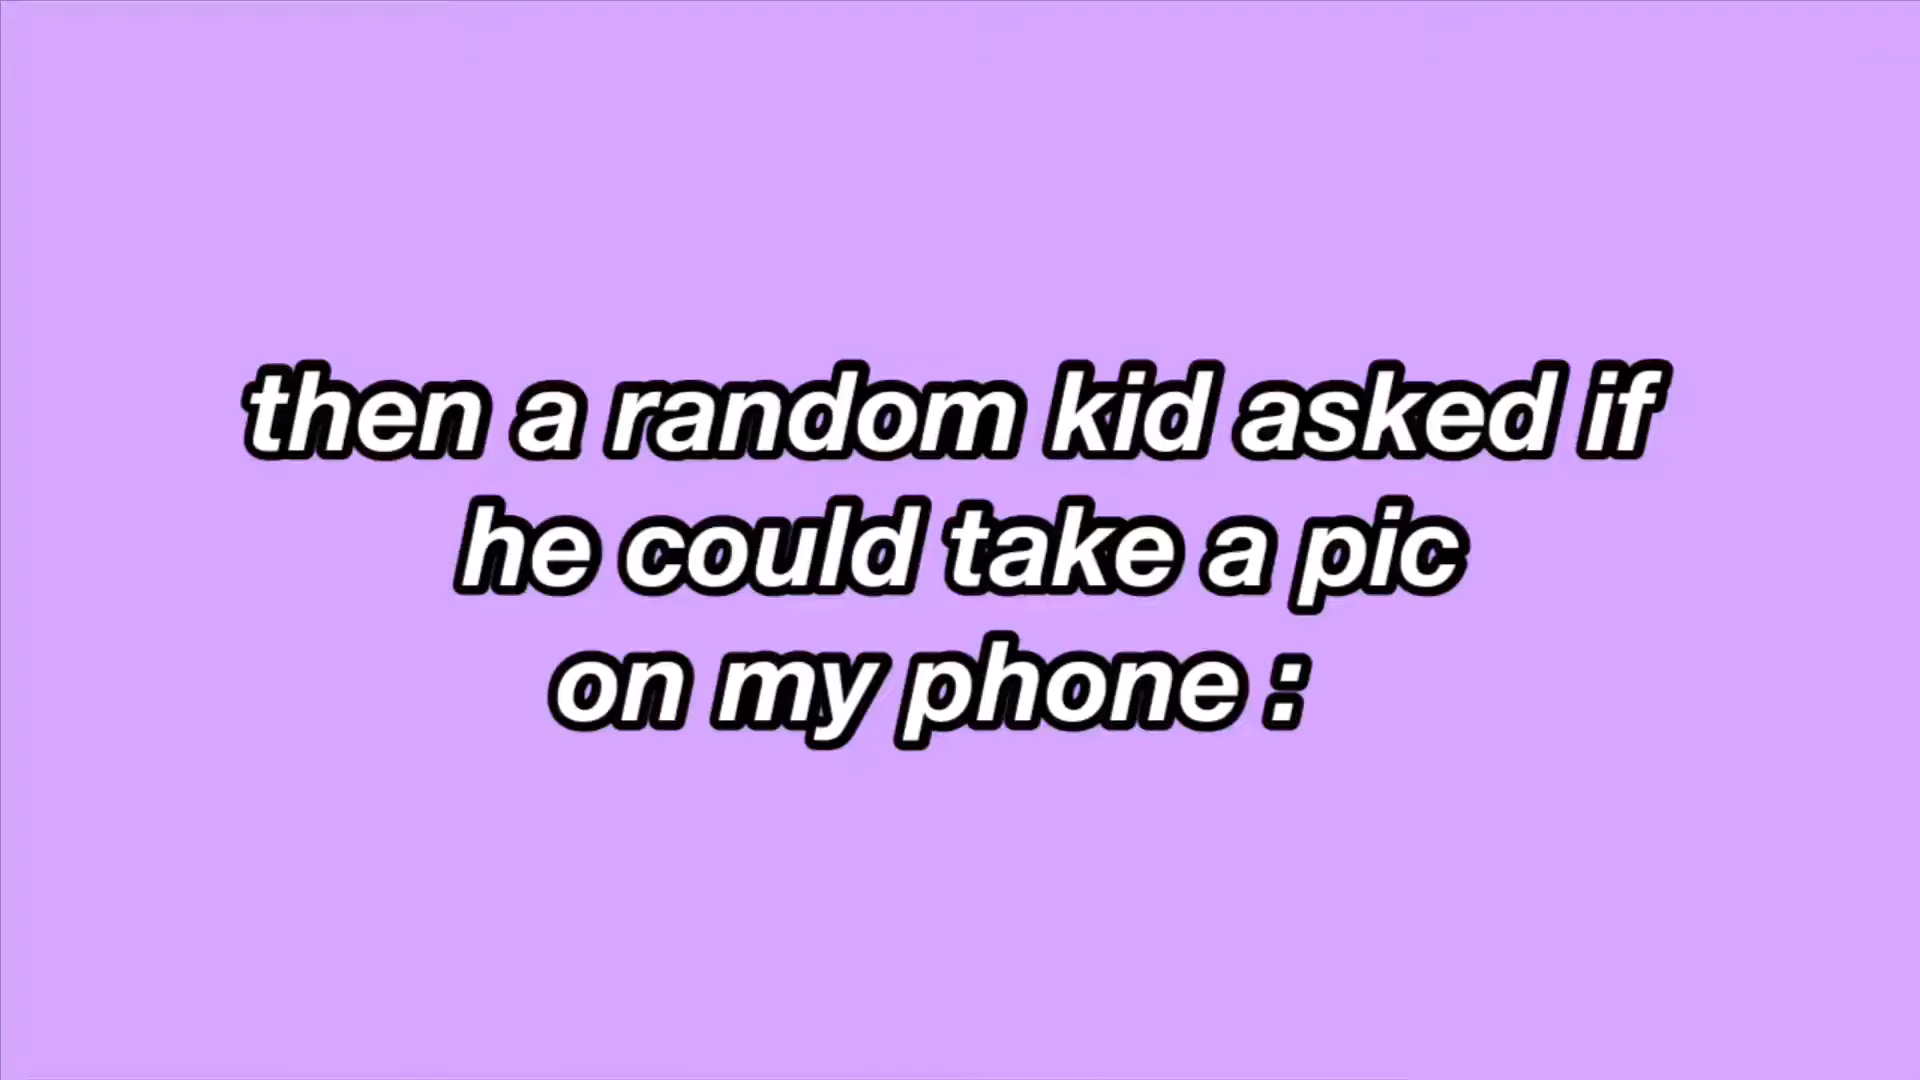 then a random kid asked if
he could take a pic
on my phone :